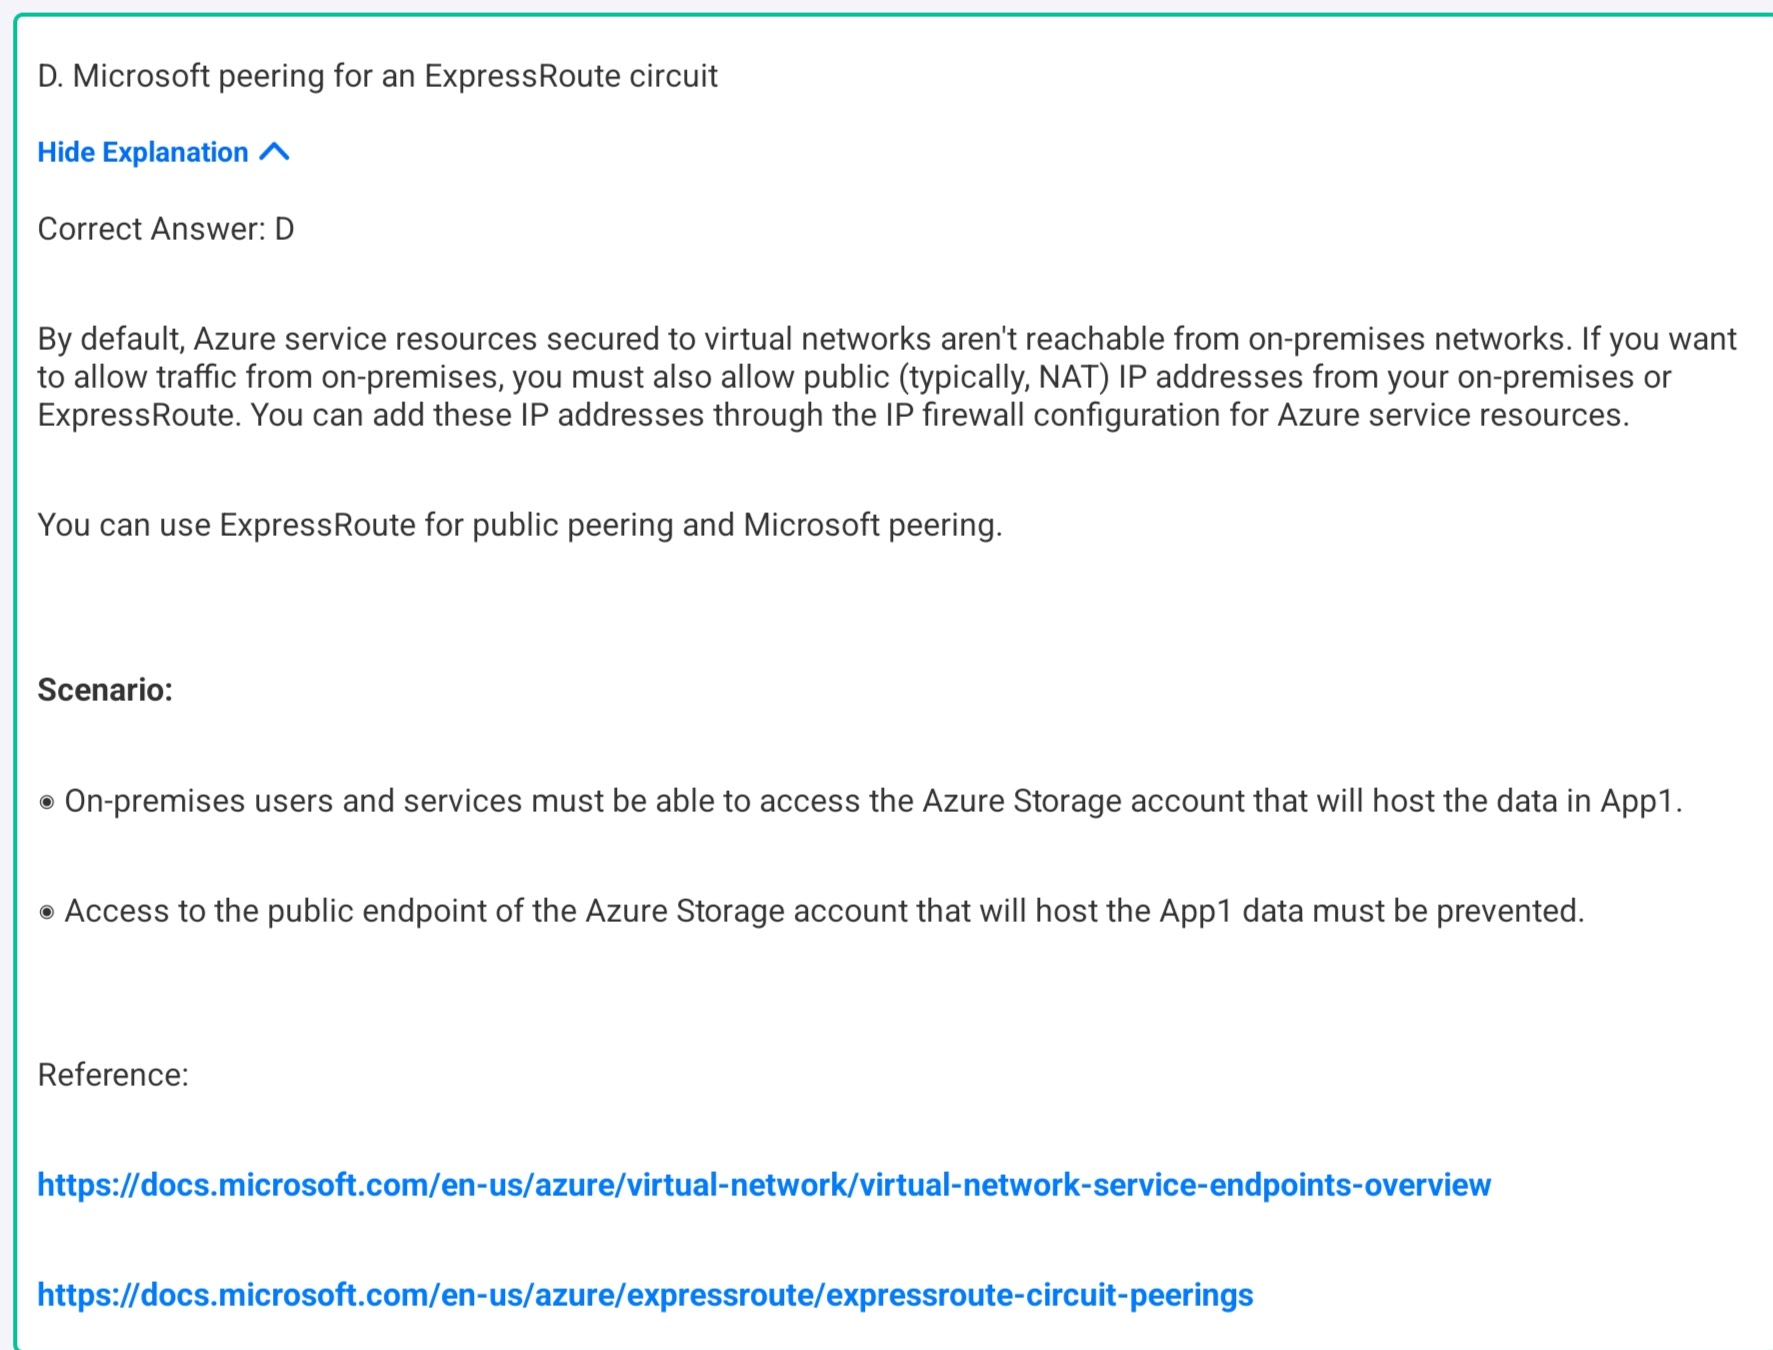 D. Microsoft peering for an ExpressRoute circuit
Hide Explanation
Correct Answer: D
By default, Azure service resources secured to virtual networks aren't reachable from on-premises networks. If you want
to allow traffic from on-premises, you must also allow public (typically, NAT) IP addresses from your on-premises or
ExpressRoute. You can add these IP addresses through the IP firewall configuration for Azure service resources.
You can use ExpressRoute for public peering and Microsoft peering.
Scenario:
◉ On-premises users and services must be able to access the Azure Storage account that will host the data in App1.
◉ Access to the public endpoint of the Azure Storage account that will host the App1 data must be prevented.
Reference:
https://docs.microsoft.com/en-us/azure/virtual-network/virtual-network-service-endpoints-overview
https://docs.microsoft.com/en-us/azure/expressroute/expressroute-circuit-peerings